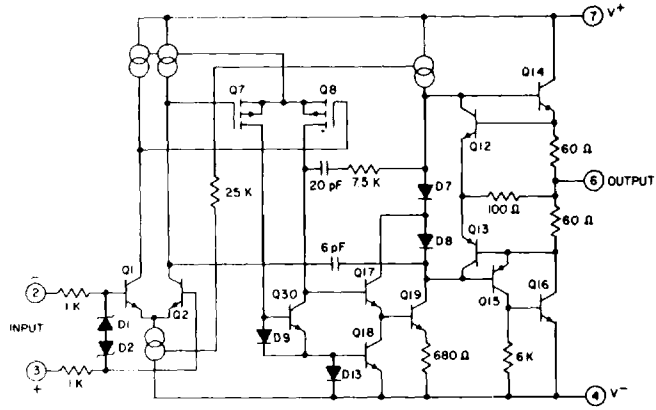 7 V+
Q7 Q8
Q14
Q12
60 Ω
25 K
20 pF 7.5 K
D7
6 OUTPUT
100 Ω
60 Ω
Q13
D8
6 pF
Q1
Q17
Q19
Q15
Q16
− 2
1 K
Q2
Q30
D1
INPUT
D9
Q18
D2
680 Ω
6 K
3 +
1 K
D13
4 V−